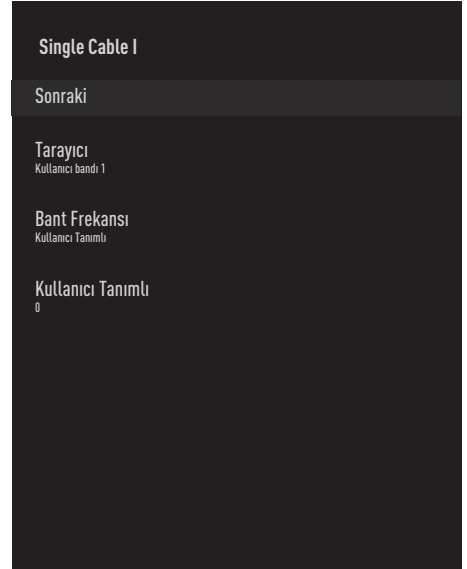 Single Cable I
Sonraki
Tarayıcı
Kullanıcı bandı 1
Bant Frekansı
Kullanıcı Tanımlı
Kullanıcı Tanımlı
0